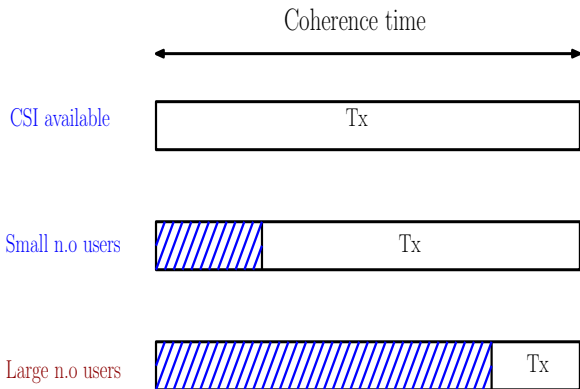 Coherence time
CSI available
Tx
Small n.o users
Tx
Large n.o users
Tx